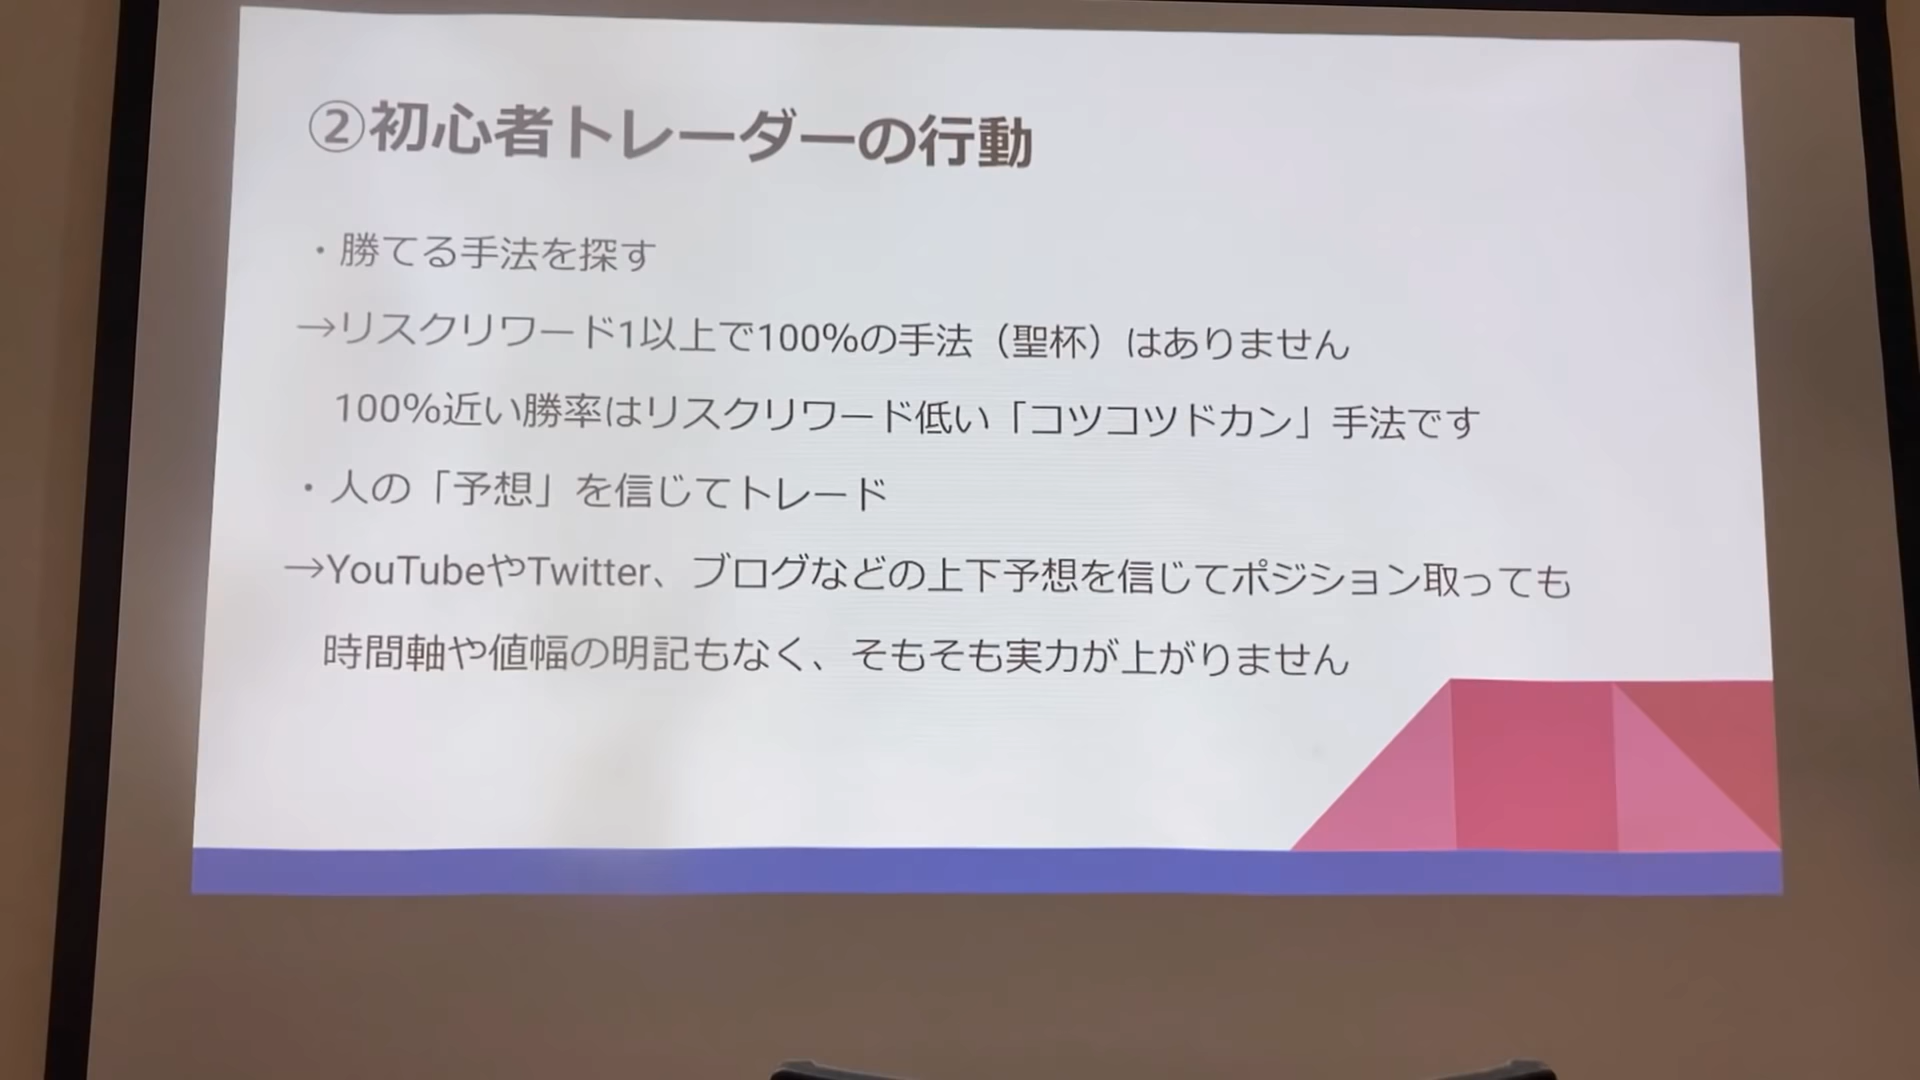 ②初心者トレーダーの行動
・勝てる手法を探す
→リスクリワード1以上で100%の手法（聖杯）はありません
100%近い勝率はリスクリワード低い「コツコツドカン」手法です
・人の「予想」を信じてトレード
→YouTubeやTwitter、ブログなどの上下予想を信じてポジション取っても
時間軸や値幅の明記もなく、そもそも実力が上がりません